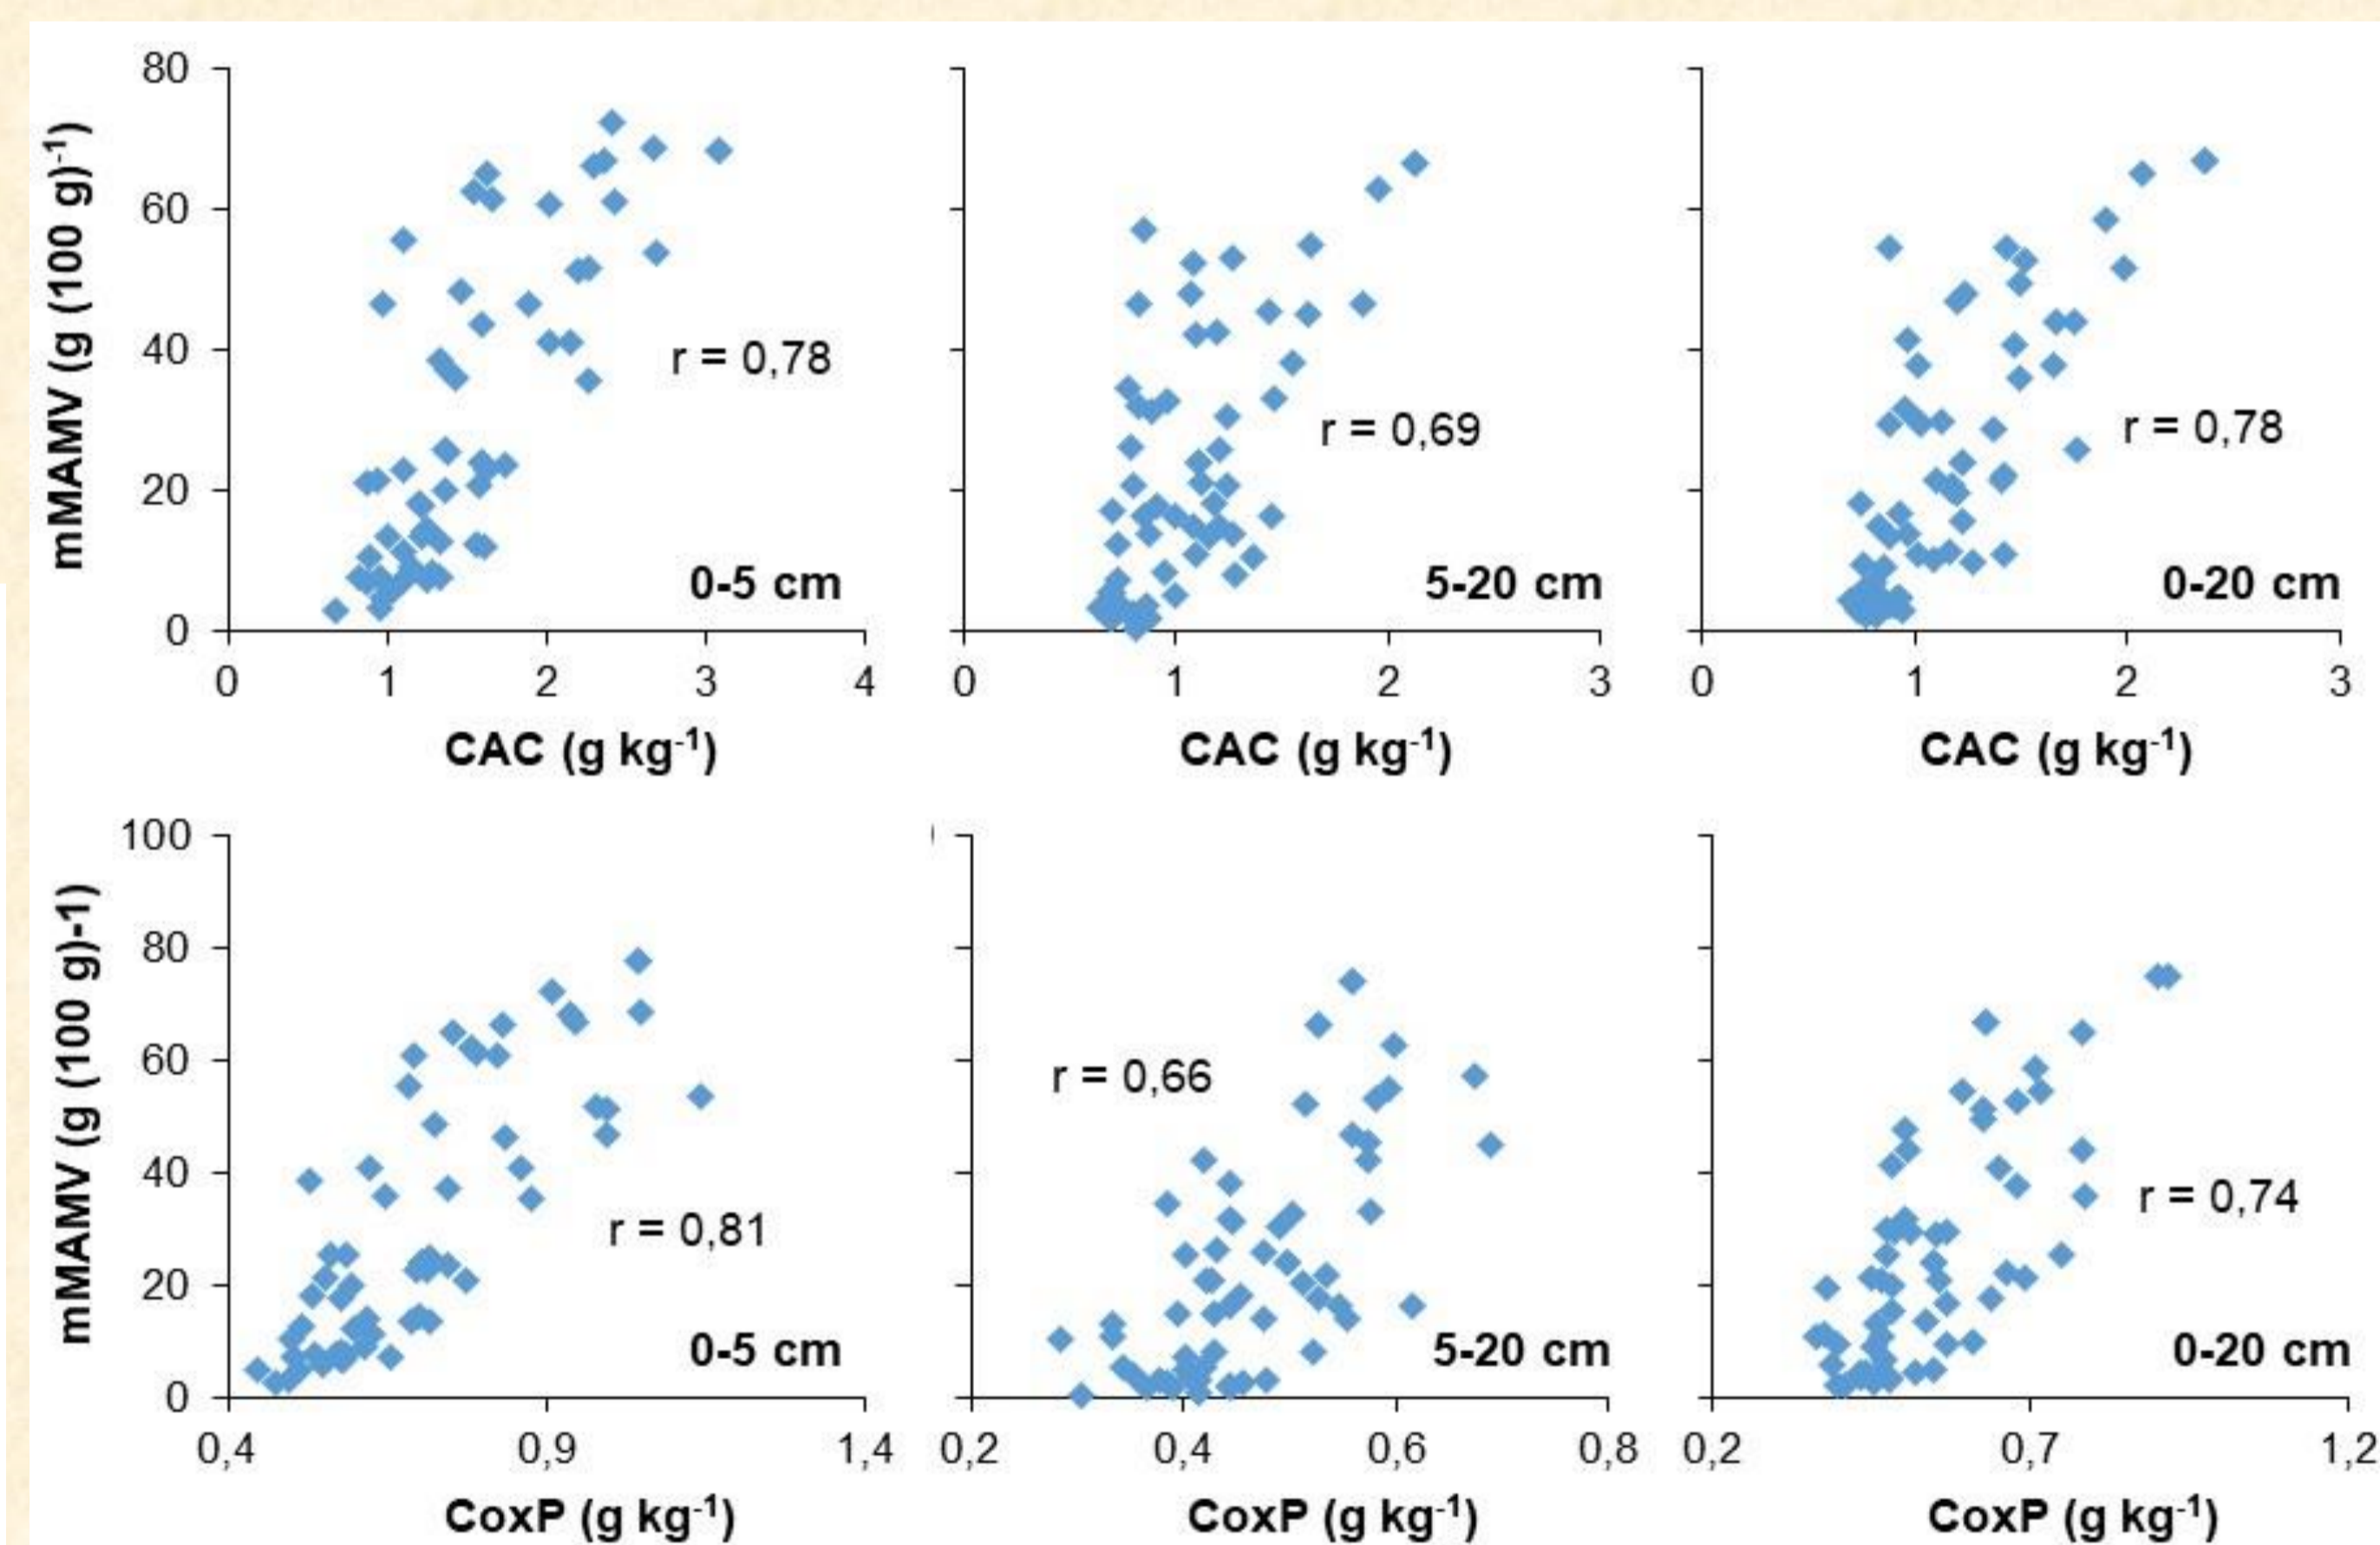 mMAMV (g (100 g)-1)
80
60
40
20
0
r = 0,78
0-5 cm
0 1 2 3 4
CAC (g kg-1)
r = 0,69
5-20 cm
0 1 2 3
CAC (g kg-1)
r = 0,78
0-20 cm
0 1 2 3
CAC (g kg-1)
mMAMV (g (100 g)-1)
100
80
60
40
20
0
r = 0,81
0-5 cm
0,4 0,9 1,4
CoxP (g kg-1)
r = 0,66
5-20 cm
0,2 0,4 0,6 0,8
CoxP (g kg-1)
r = 0,74
0-20 cm
0,2 0,7 1,2
CoxP (g kg-1)